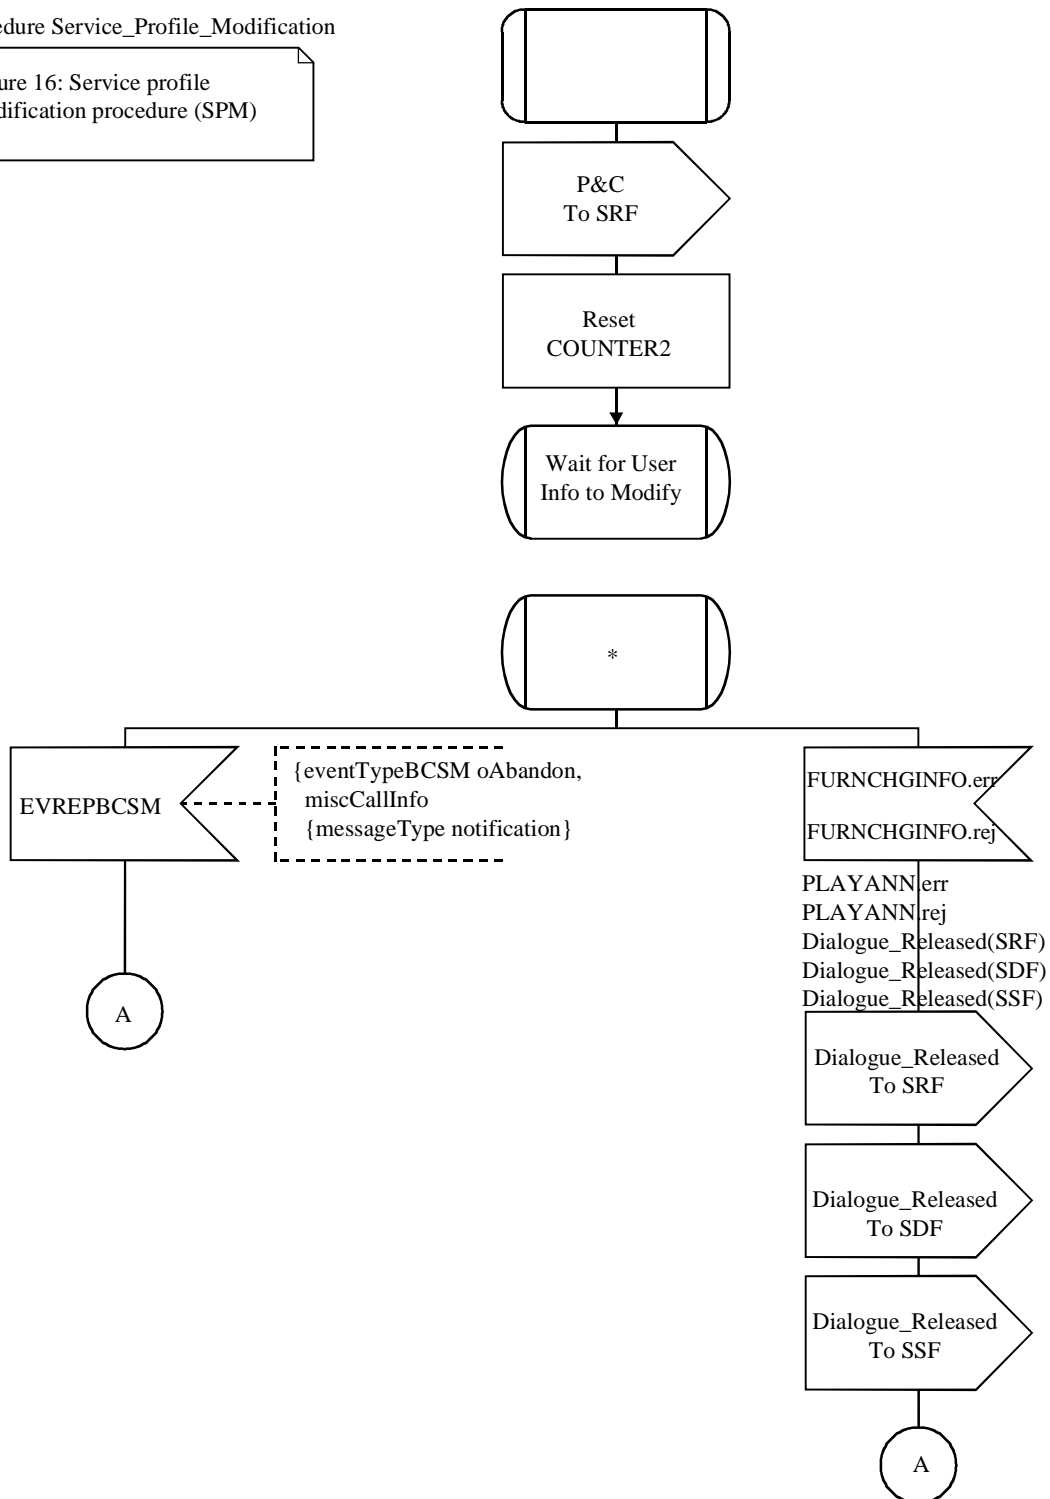 edure Service_Profile_Modification
ure 16: Service profile
dification procedure (SPM)
P&C
To SRF
Reset
COUNTER2
Wait for User
Info to Modify
*
EVREPBCSM
{eventTypeBCSM oAbandon,
miscCallInfo
{messageType notification}
FURNCHGINFO.err
FURNCHGINFO.rej
PLAYANN.err
PLAYANN.rej
Dialogue_Released(SRF)
Dialogue_Released(SDF)
Dialogue_Released(SSF)
A
Dialogue_Released
To SRF
Dialogue_Released
To SDF
Dialogue_Released
To SSF
A